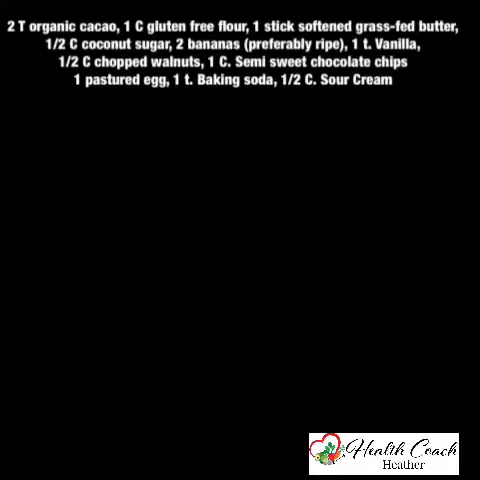 2 T organic cacao, 1 C gluten free flour, 1 stick softened grass-fed butter,
1/2 C coconut sugar, 2 bananas (preferably ripe), 1 t. Vanilla,
1/2 C chopped walnuts, 1 C. Semi sweet chocolate chips
1 pastured egg, 1 t. Baking soda, 1/2 C. Sour Cream
Health Coach
Heather